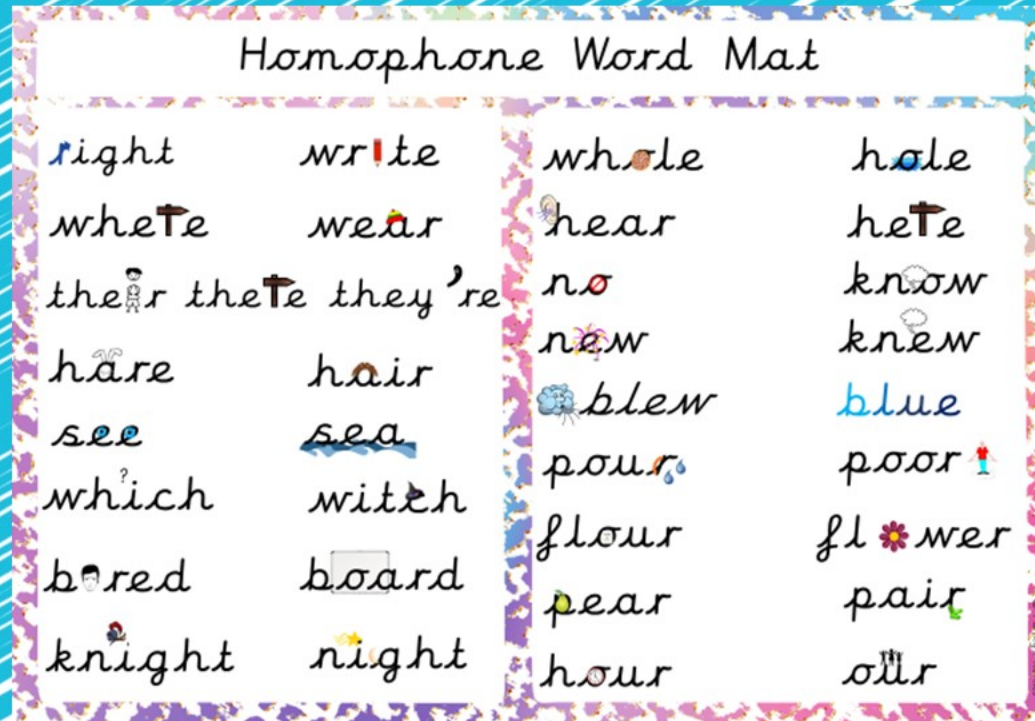 Homophone Word Mat
right write
where wear
their there they're
hare hair
see sea
which witch
bored board
knight night
whole hole
hear here
no know
new knew
blew blue
pour poor
flour flower
pear pair
hour our